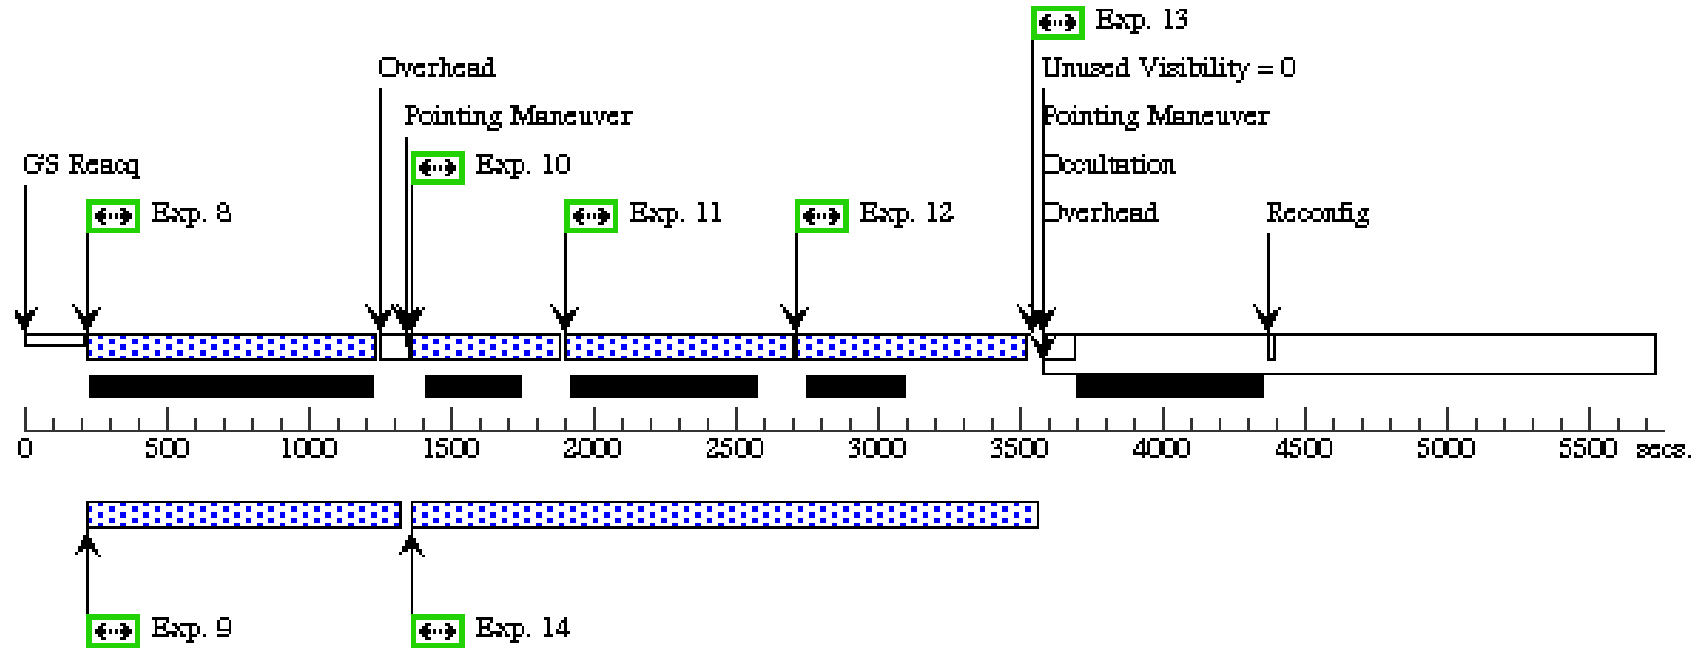 Exp. 13
Overhead
Unused Visibility = 0
Pointing Maneuver
Pointing Maneuver
GS Reacq
Exp. 10
Occultation
Exp. 8
Exp. 11
Exp. 12
Overhead
Reconfig
0 500 1000 1500 2000 2500 3000 3500 4000 4500 5000 5500 secs.
Exp. 9
Exp. 14